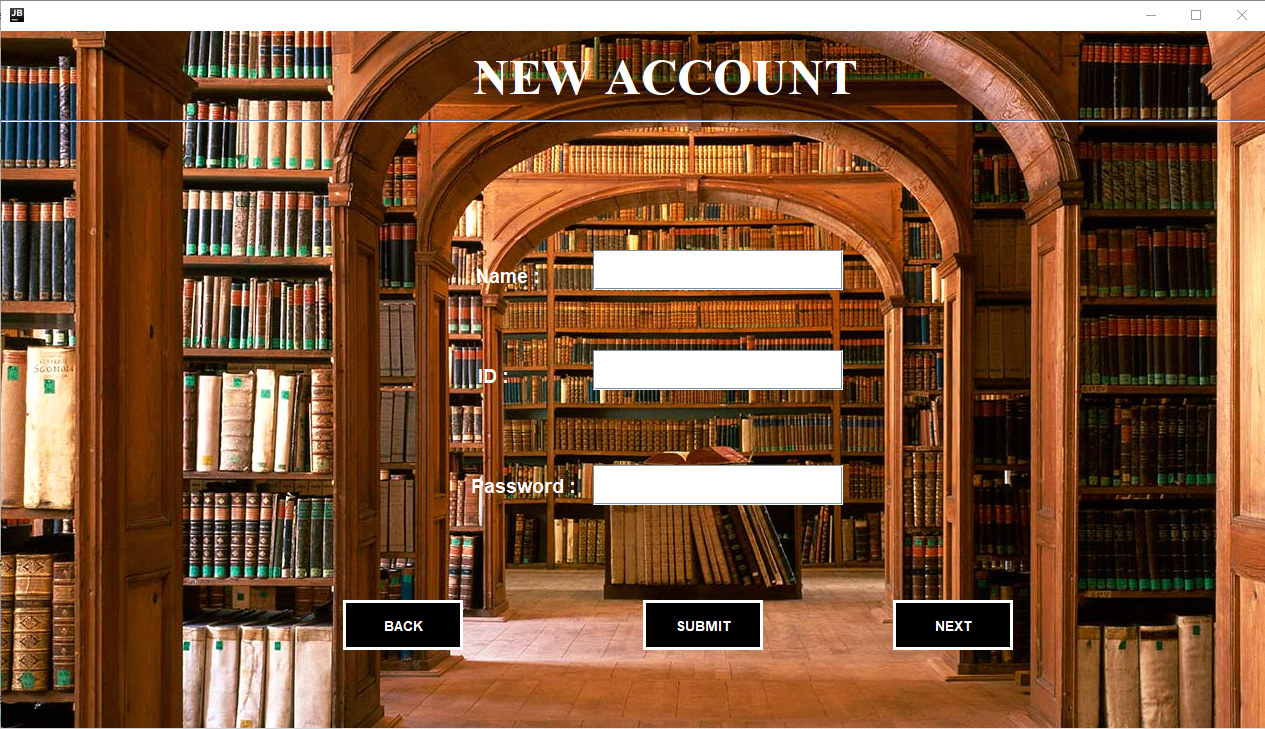 JB
NEW ACCOUNT
Name :
ID :
Password :
BACK
SUBMIT
NEXT